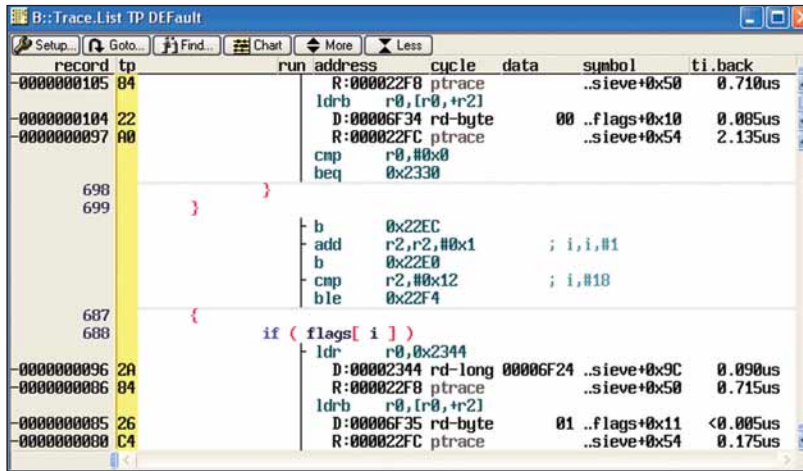 B::Trace.List TP DEFault
Setup... Goto... Find... Chart More Less
record tp run address cycle data symbol ti.back
-0000000105 84 R:000022F8 ptrace ..sieve+0x50 0.710us
ldrb r0,[r0,+r2]
-0000000104 22 D:00006F34 rd-byte 00 ..flags+0x10 0.085us
-0000000097 A0 R:000022FC ptrace ..sieve+0x54 2.135us
cmp r0,#0x0
beq 0x2330
698 }
699 }
b 0x22EC
add r2,r2,#0x1 ; i,i,#1
b 0x22E0
cmp r2,#0x12 ; i,#18
ble 0x22F4
687 {
688 if ( flags[ i ] )
ldr r0,0x2344
-0000000096 2A D:00002344 rd-long 00006F24 ..sieve+0x9C 0.090us
-0000000086 84 R:000022F8 ptrace ..sieve+0x50 0.715us
ldrb r0,[r0,+r2]
-0000000085 26 D:00006F35 rd-byte 01 ..flags+0x11 <0.005us
-0000000080 C4 R:000022FC ptrace ..sieve+0x54 0.175us